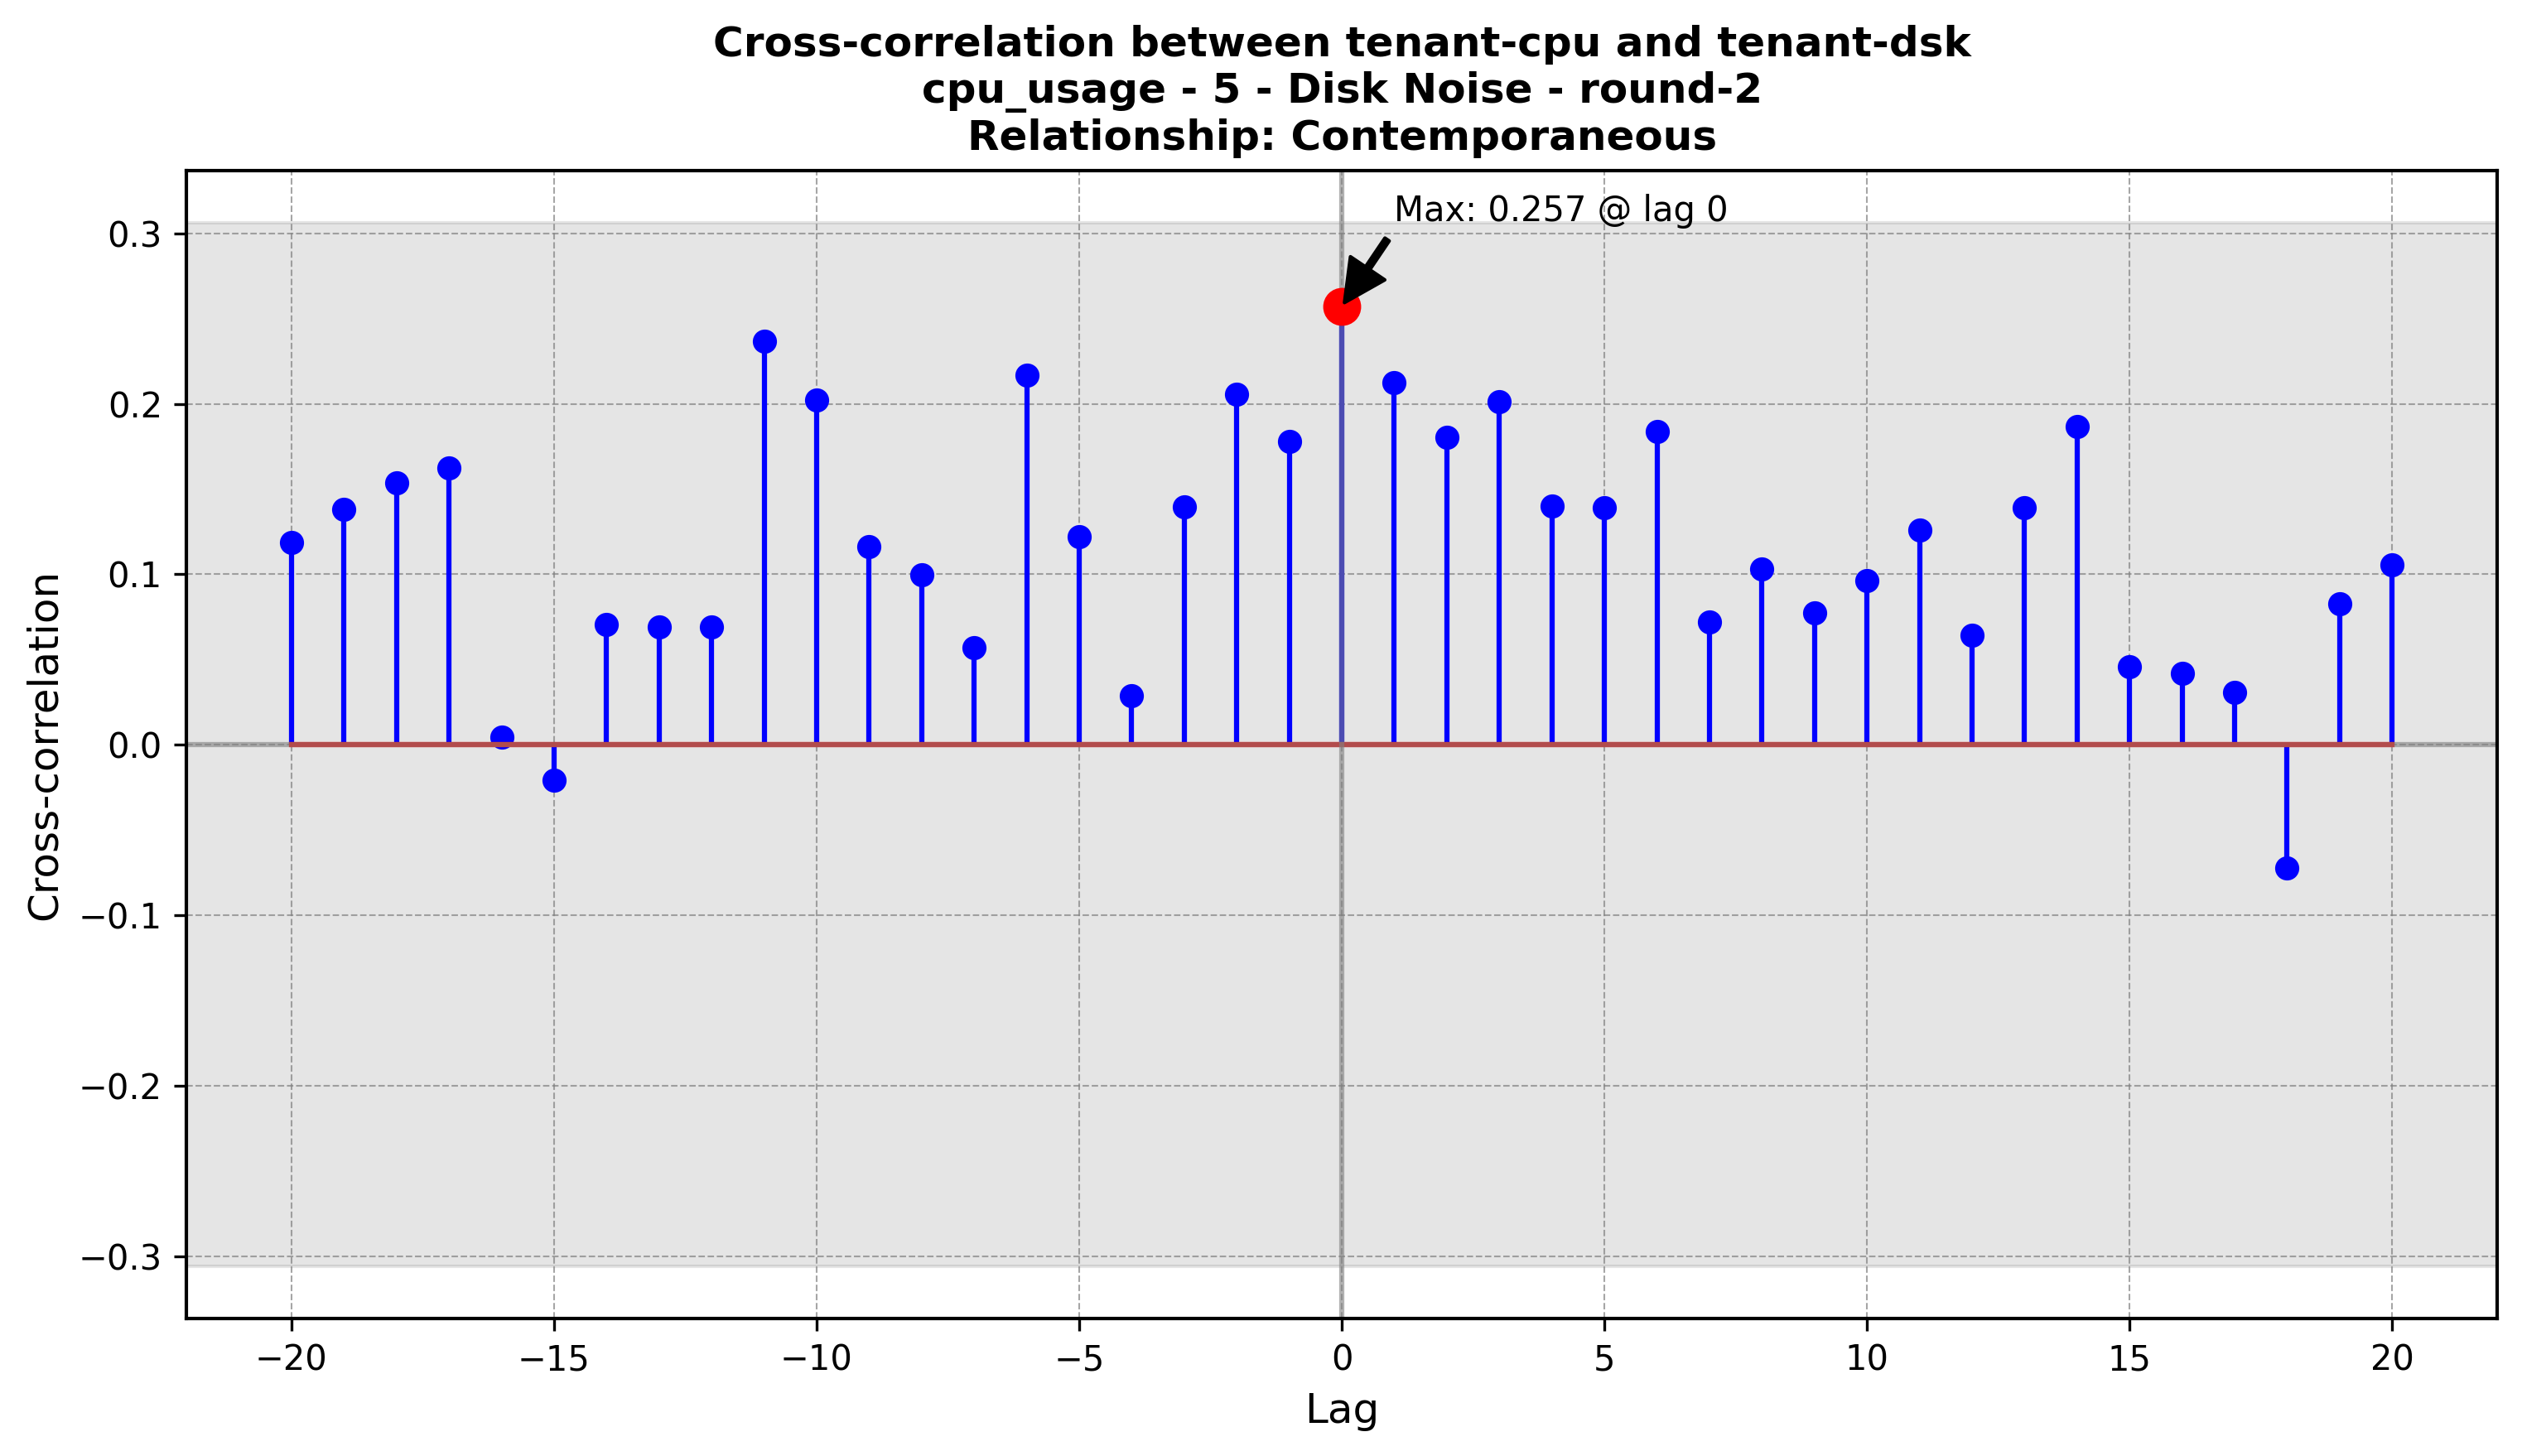 Cross-correlation between tenant-cpu and tenant-dsk
cpu_usage - 5 - Disk Noise - round-2
Relationship: Contemporaneous
Max: 0.257 @ lag 0
0.3
0.2
0.1
0.0
−0.1
−0.2
−0.3
Cross-correlation
−20
−15
−10
−5
0
5
10
15
20
Lag